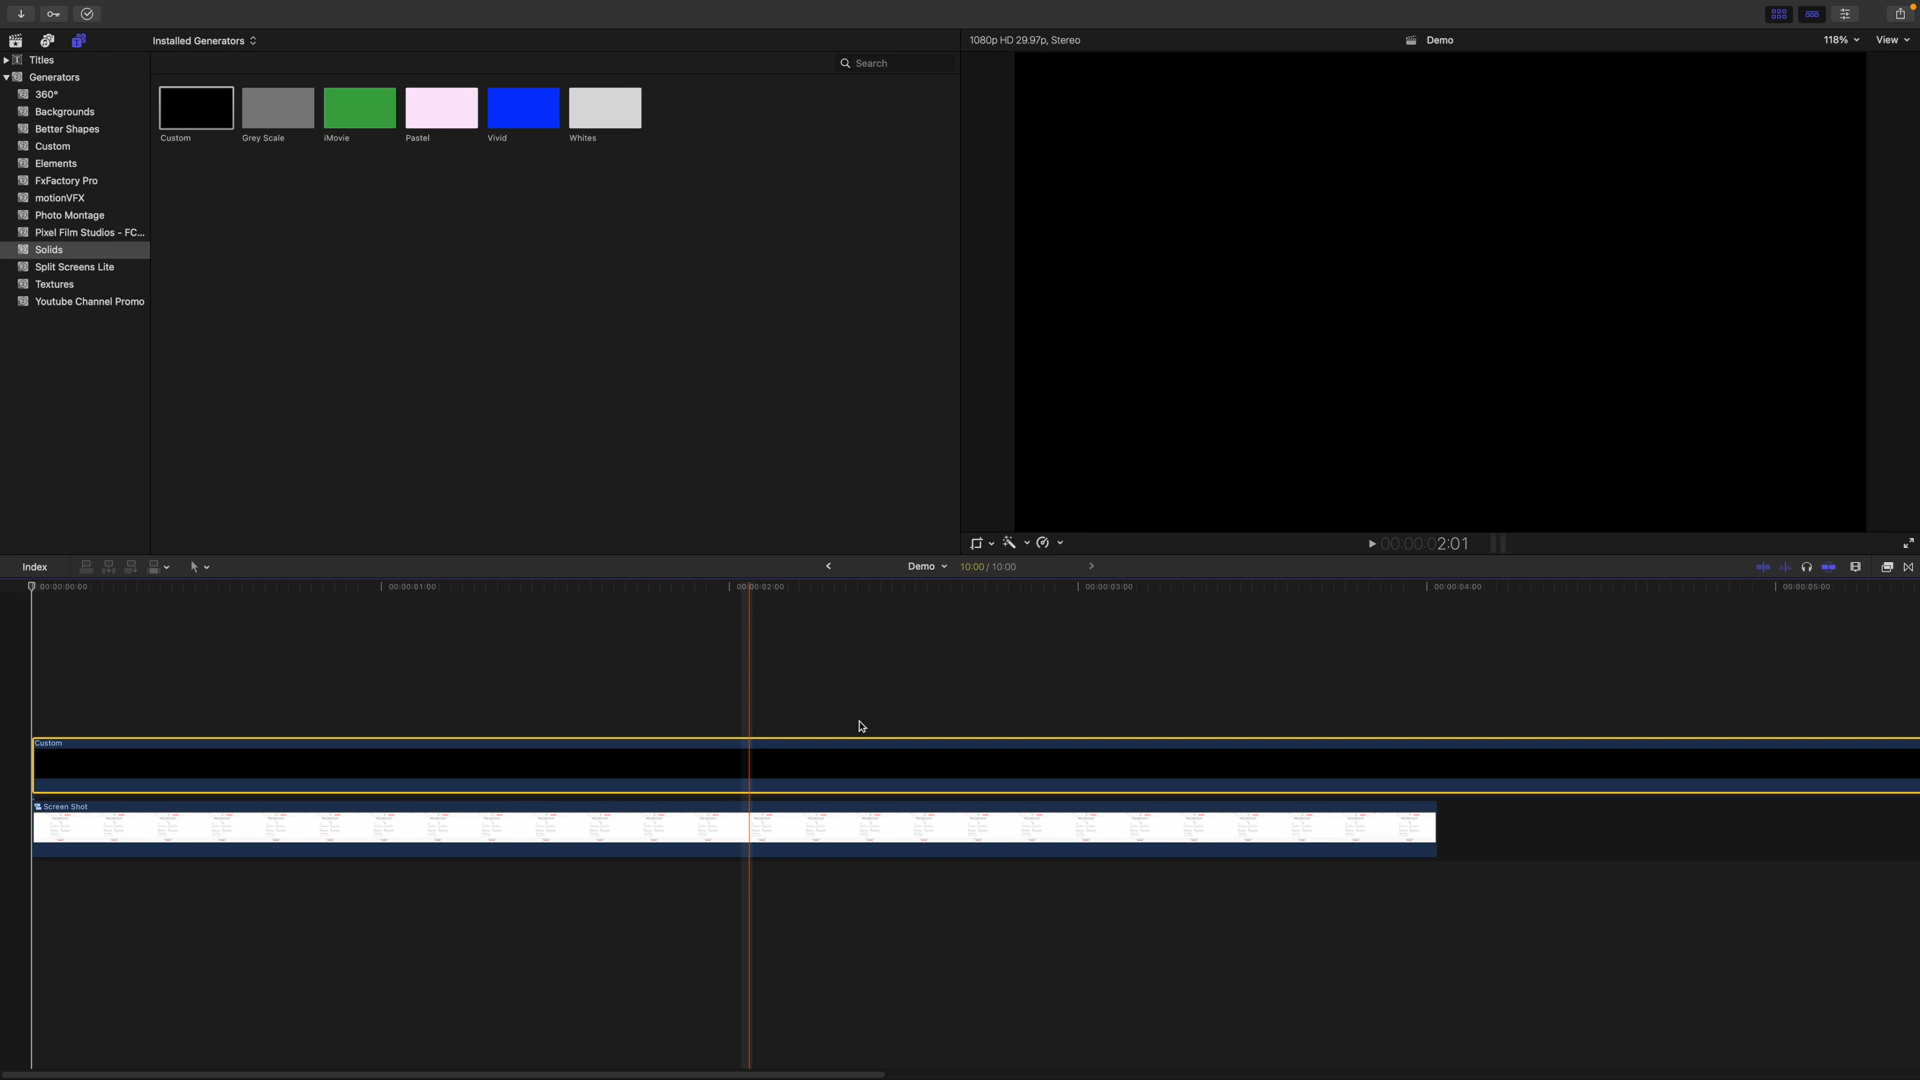 Installed Generators
1080p HD 29.97p, Stereo
Demo
118%
View
Titles
Generators
360°
Backgrounds
Better Shapes
Custom
Elements
FxFactory Pro
motionVFX
Photo Montage
Pixel Film Studios - FC...
Solids
Split Screens Lite
Textures
Youtube Channel Promo
Search
Custom
Grey Scale
iMovie
Pastel
Vivid
Whites
00:00:02:01
Index
Demo
10:00 / 10:00
00:00:00:00
00:00:01:00
00:00:02:00
00:00:03:00
00:00:04:00
00:00:05:00
Custom
Screen Shot